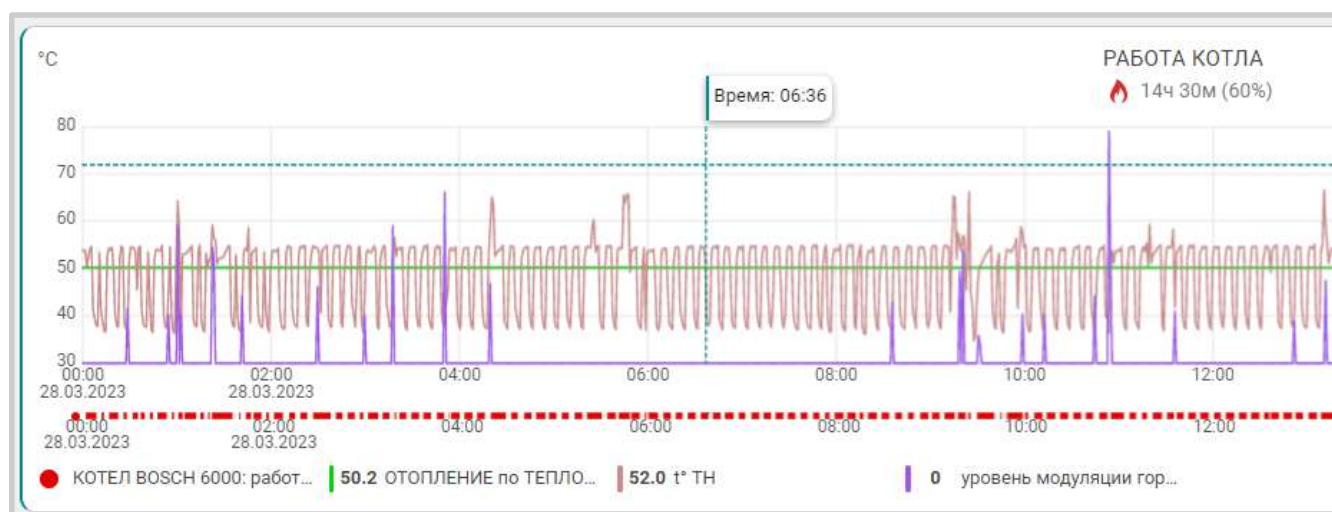 °C
РАБОТА КОТЛА
14ч 30м (60%)
Время: 06:36
80
70
60
50
40
30
00:00 02:00 04:00 06:00 08:00 10:00 12:00
28.03.2023 28.03.2023
00:00 02:00 04:00 06:00 08:00 10:00 12:00
28.03.2023 28.03.2023
КОТЕЛ BOSCH 6000: работ... 50.2 ОТОПЛЕНИЕ по ТЕПЛО... 52.0 t° ТН 0 уровень модуляции гор...